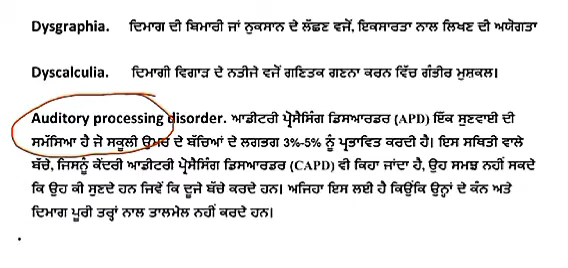 Dysgraphia. ਦਿਮਾਗ ਦੀ ਬਿਮਾਰੀ ਜਾਂ ਨੁਕਸਾਨ ਦੇ ਲੱਛਣ ਵਜੋਂ, ਇਕਸਾਰਤਾ ਨਾਲ ਲਿਖਣ ਦੀ ਅਯੋਗਤਾ
Dyscalculia. ਦਿਮਾਗੀ ਵਿਗਾੜ ਦੇ ਨਤੀਜੇ ਵਜੋਂ ਗਣਿਤਕ ਗਣਨਾ ਕਰਨ ਵਿੱਚ ਗੰਭੀਰ ਮੁਸ਼ਕਲ।
Auditory processing disorder. ਆਡੀਟਰੀ ਪ੍ਰੋਸੈਸਿੰਗ ਡਿਸਆਰਡਰ (APD) ਇੱਕ ਸੁਣਵਾਈ ਦੀ
ਸਮੱਸਿਆ ਹੈ ਜੋ ਸਕੂਲੀ ਉਮਰ ਦੇ ਬੱਚਿਆਂ ਦੇ ਲਗਭਗ 3%-5% ਨੂੰ ਪ੍ਰਭਾਵਿਤ ਕਰਦੀ ਹੈ। ਇਸ ਸਥਿਤੀ ਵਾਲੇ
ਬੱਚੇ, ਜਿਸਨੂੰ ਕੇਂਦਰੀ ਆਡੀਟਰੀ ਪ੍ਰੋਸੈਸਿੰਗ ਡਿਸਆਰਡਰ (CAPD) ਵੀ ਕਿਹਾ ਜਾਂਦਾ ਹੈ, ਉਹ ਸਮਝ ਨਹੀਂ ਸਕਦੇ
ਕਿ ਉਹ ਕੀ ਸੁਣਦੇ ਹਨ ਜਿਵੇਂ ਕਿ ਦੂਜੇ ਬੱਚੇ ਕਰਦੇ ਹਨ। ਅਜਿਹਾ ਇਸ ਲਈ ਹੈ ਕਿਉਂਕਿ ਉਨ੍ਹਾਂ ਦੇ ਕੰਨ ਅਤੇ
ਦਿਮਾਗ ਪੂਰੀ ਤਰ੍ਹਾਂ ਨਾਲ ਤਾਲਮੇਲ ਨਹੀਂ ਕਰਦੇ ਹਨ।